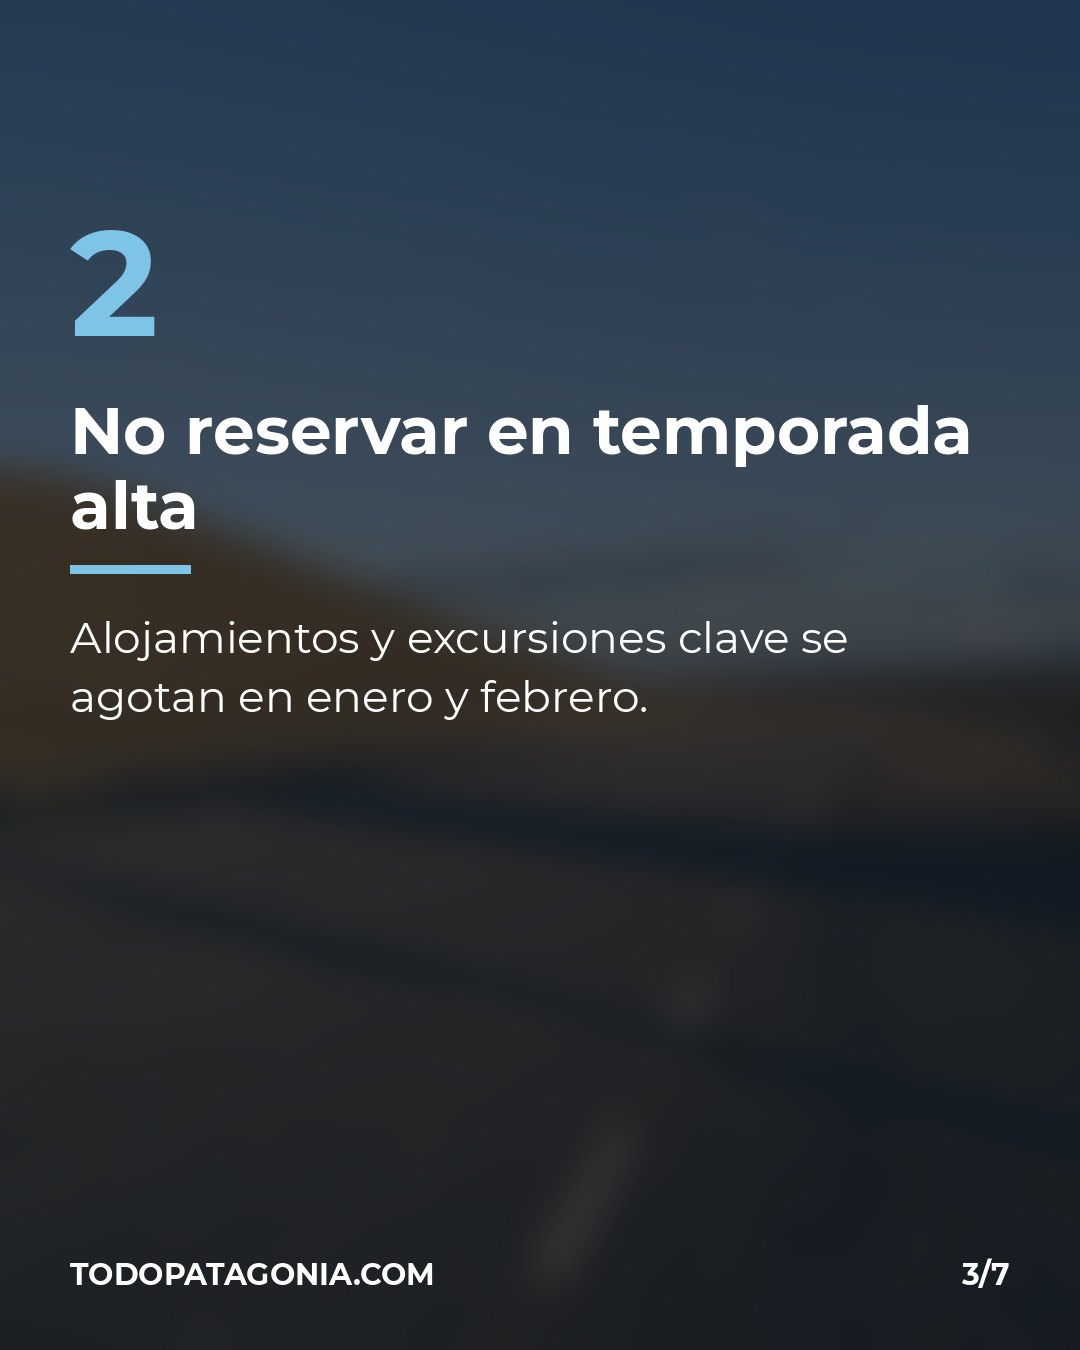 2
No reservar en temporada
alta
Alojamientos y excursiones clave se
agotan en enero y febrero.
TODOPATAGONIA.COM
3/7